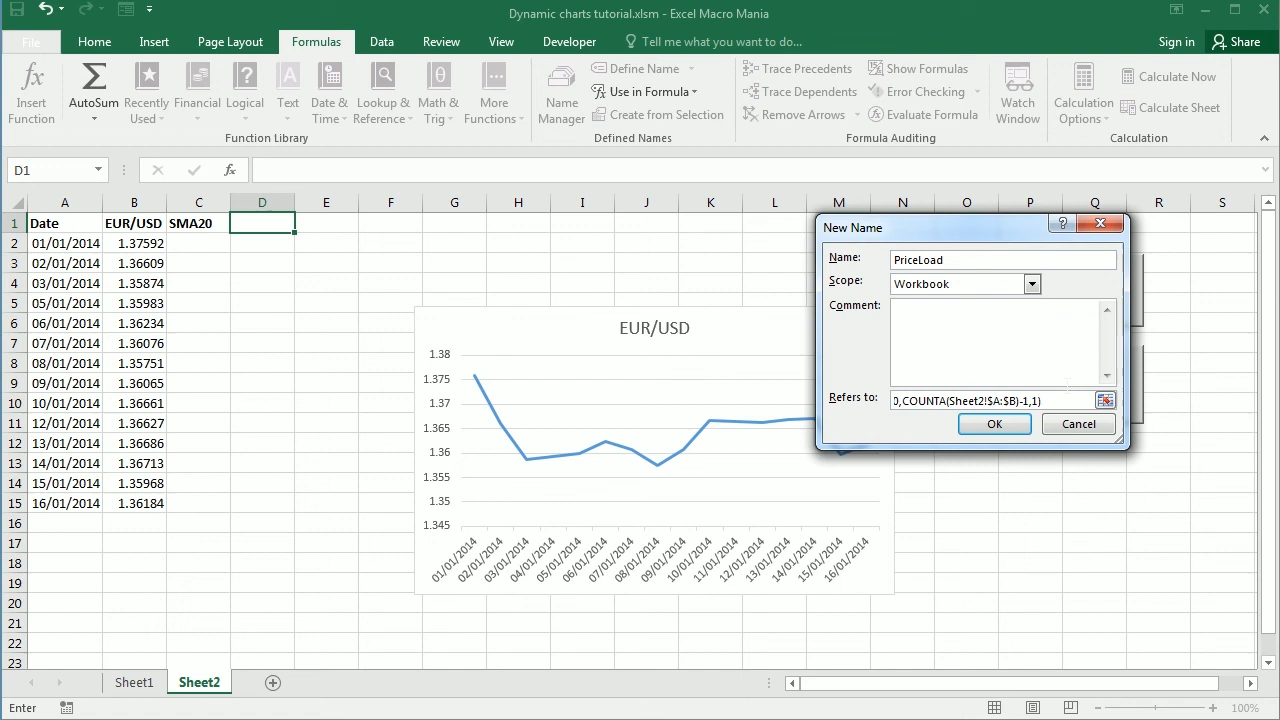 Dynamic charts tutorial.xlsm - Excel Macro Mania
File Home Insert Page Layout Formulas Data Review View Developer Tell me what you want to do... Sign in Share
Insert Function
AutoSum
Recently Used
Financial
Logical
Text
Date & Time
Lookup & Reference
Math & Trig
More Functions
Function Library
Name Manager
Define Name
Use in Formula
Create from Selection
Defined Names
Trace Precedents
Trace Dependents
Remove Arrows
Show Formulas
Error Checking
Evaluate Formula
Formula Auditing
Watch Window
Calculation Options
Calculate Now
Calculate Sheet
Calculation
D1 fx
A B C D E F G H I J K L M N O P Q R S
1 Date EUR/USD SMA20
2 01/01/2014 1.37592
3 02/01/2014 1.36609
4 03/01/2014 1.35874
5 05/01/2014 1.35983
6 06/01/2014 1.36234
7 07/01/2014 1.36076
8 08/01/2014 1.35751
9 09/01/2014 1.36065
10 10/01/2014 1.36661
11 12/01/2014 1.36627
12 13/01/2014 1.36686
13 14/01/2014 1.36713
14 15/01/2014 1.35968
15 16/01/2014 1.36184
16
17
18
19
20
21
22
23
EUR/USD
1.38
1.375
1.37
1.365
1.36
1.355
1.35
1.345
01/01/2014 02/01/2014 03/01/2014 04/01/2014 05/01/2014 06/01/2014 07/01/2014 08/01/2014 09/01/2014 10/01/2014 11/01/2014 12/01/2014 13/01/2014 14/01/2014 15/01/2014 16/01/2014
New Name
Name: PriceLoad
Scope: Workbook
Comment:
Refers to: 0,COUNTA(Sheet2!$A:$B)-1,1)
OK Cancel
Sheet1 Sheet2
Enter 100%